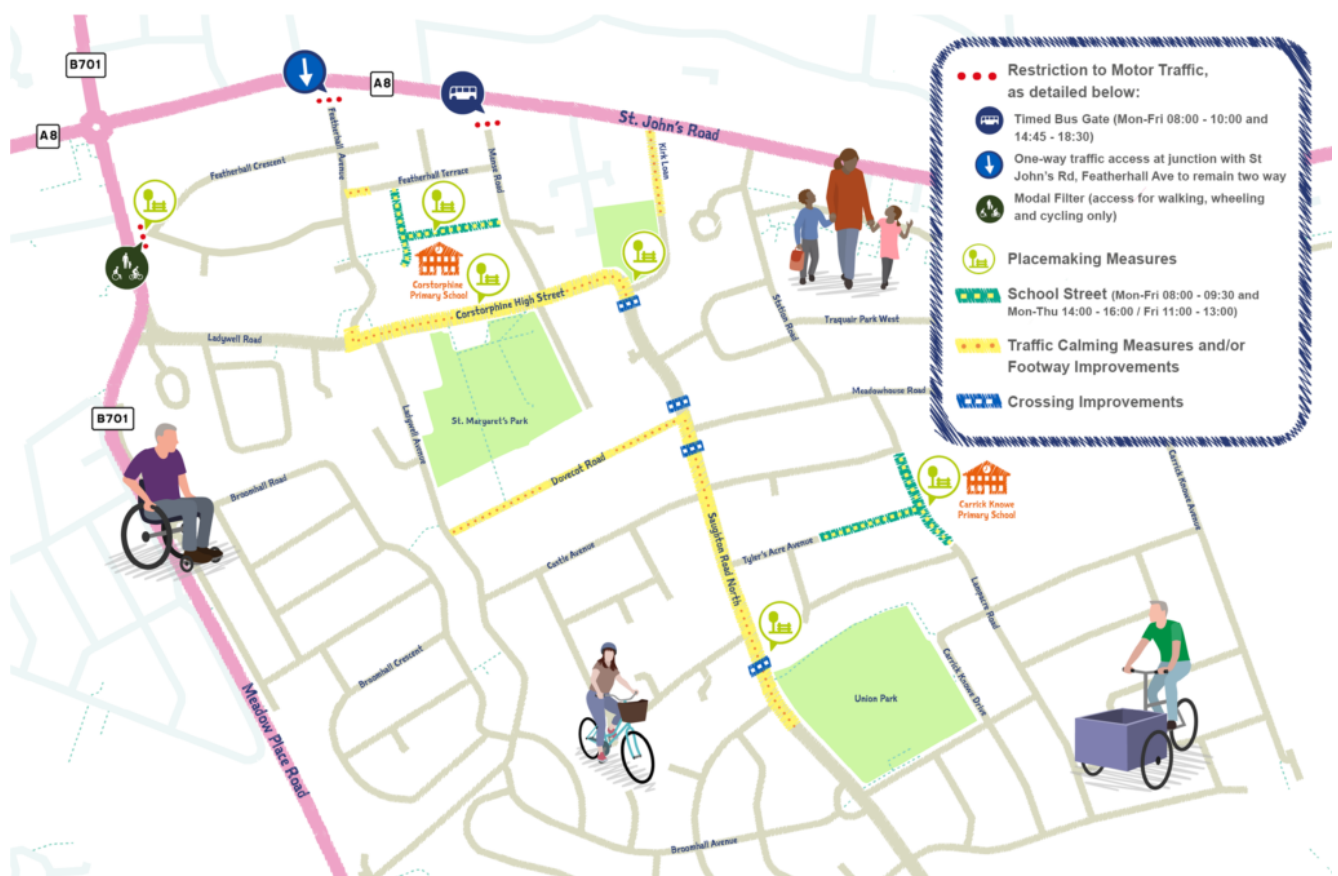 B701
A8
A8
St. John's Road
Featherhall Avenue
Featherhall Crescent
Featherhall Terrace
Manse Road
Kirk Loan
Corstorphine
Primary School
Corstorphine High Street
Ladywell Road
Station Road
Traquair Park West
Meadowhouse Road
B701
Ladywell Avenue
St. Margaret's Park
Dovecot Road
Broomhall Road
Castle Avenue
Saughton Road North
Tyler's Acre Avenue
Carrick Knowe
Primary School
Carrick Knowe Avenue
Lampacre Road
Carrick Knowe Drive
Union Park
Broomhall Crescent
Meadow Place Road
Broomhall Avenue
Restriction to Motor Traffic,
as detailed below:
Timed Bus Gate (Mon-Fri 08:00 - 10:00 and
14:45 - 18:30)
One-way traffic access at junction with St
John's Rd, Featherhall Ave to remain two way
Modal Filter (access for walking, wheeling
and cycling only)
Placemaking Measures
School Street (Mon-Fri 08:00 - 09:30 and
Mon-Thu 14:00 - 16:00 / Fri 11:00 - 13:00)
Traffic Calming Measures and/or
Footway Improvements
Crossing Improvements